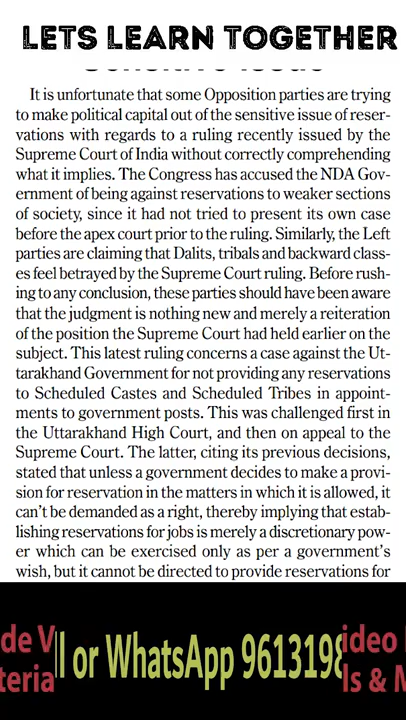 LETS LEARN TOGETHER
It is unfortunate that some Opposition parties are trying
to make political capital out of the sensitive issue of reser-
vations with regards to a ruling recently issued by the
Supreme Court of India without correctly comprehending
what it implies. The Congress has accused the NDA Gov-
ernment of being against reservations to weaker sections
of society, since it had not tried to present its own case
before the apex court prior to the ruling. Similarly, the Left
parties are claiming that Dalits, tribals and backward class-
es feel betrayed by the Supreme Court ruling. Before rush-
ing to any conclusion, these parties should have been aware
that the judgment is nothing new and merely a reiteration
of the position the Supreme Court had held earlier on the
subject. This latest ruling concerns a case against the Ut-
tarakhand Government for not providing any reservations
to Scheduled Castes and Scheduled Tribes in appoint-
ments to government posts. This was challenged first in
the Uttarakhand High Court, and then on appeal to the
Supreme Court. The latter, citing its previous decisions,
stated that unless a government decides to make a provi-
sion for reservation in the matters in which it is allowed, it
can't be demanded as a right, thereby implying that estab-
lishing reservations for jobs is merely a discretionary pow-
er which can be exercised only as per a government's
wish, but it cannot be directed to provide reservations for
de V
teria
ll or WhatsApp 9613198
ideo
ls & M